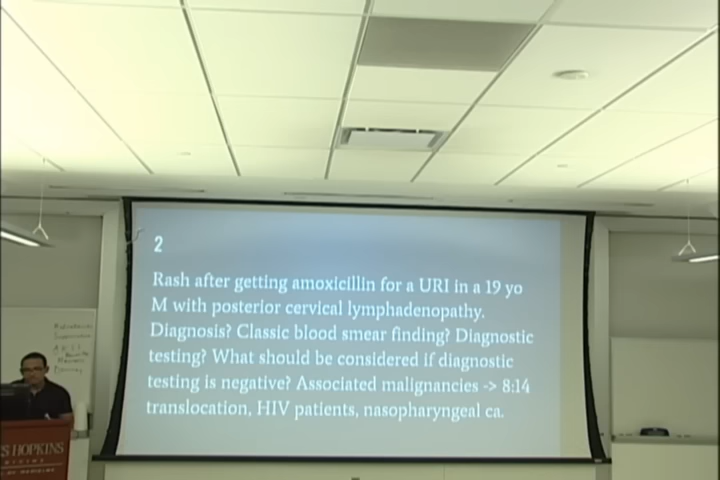 2
Rash after getting amoxicillin for a URI in a 19 yo
M with posterior cervical lymphadenopathy.
Diagnosis? Classic blood smear finding? Diagnostic
testing? What should be considered if diagnostic
testing is negative? Associated malignancies -> 8:14
translocation, HIV patients, nasopharyngeal ca.
HOPKINS